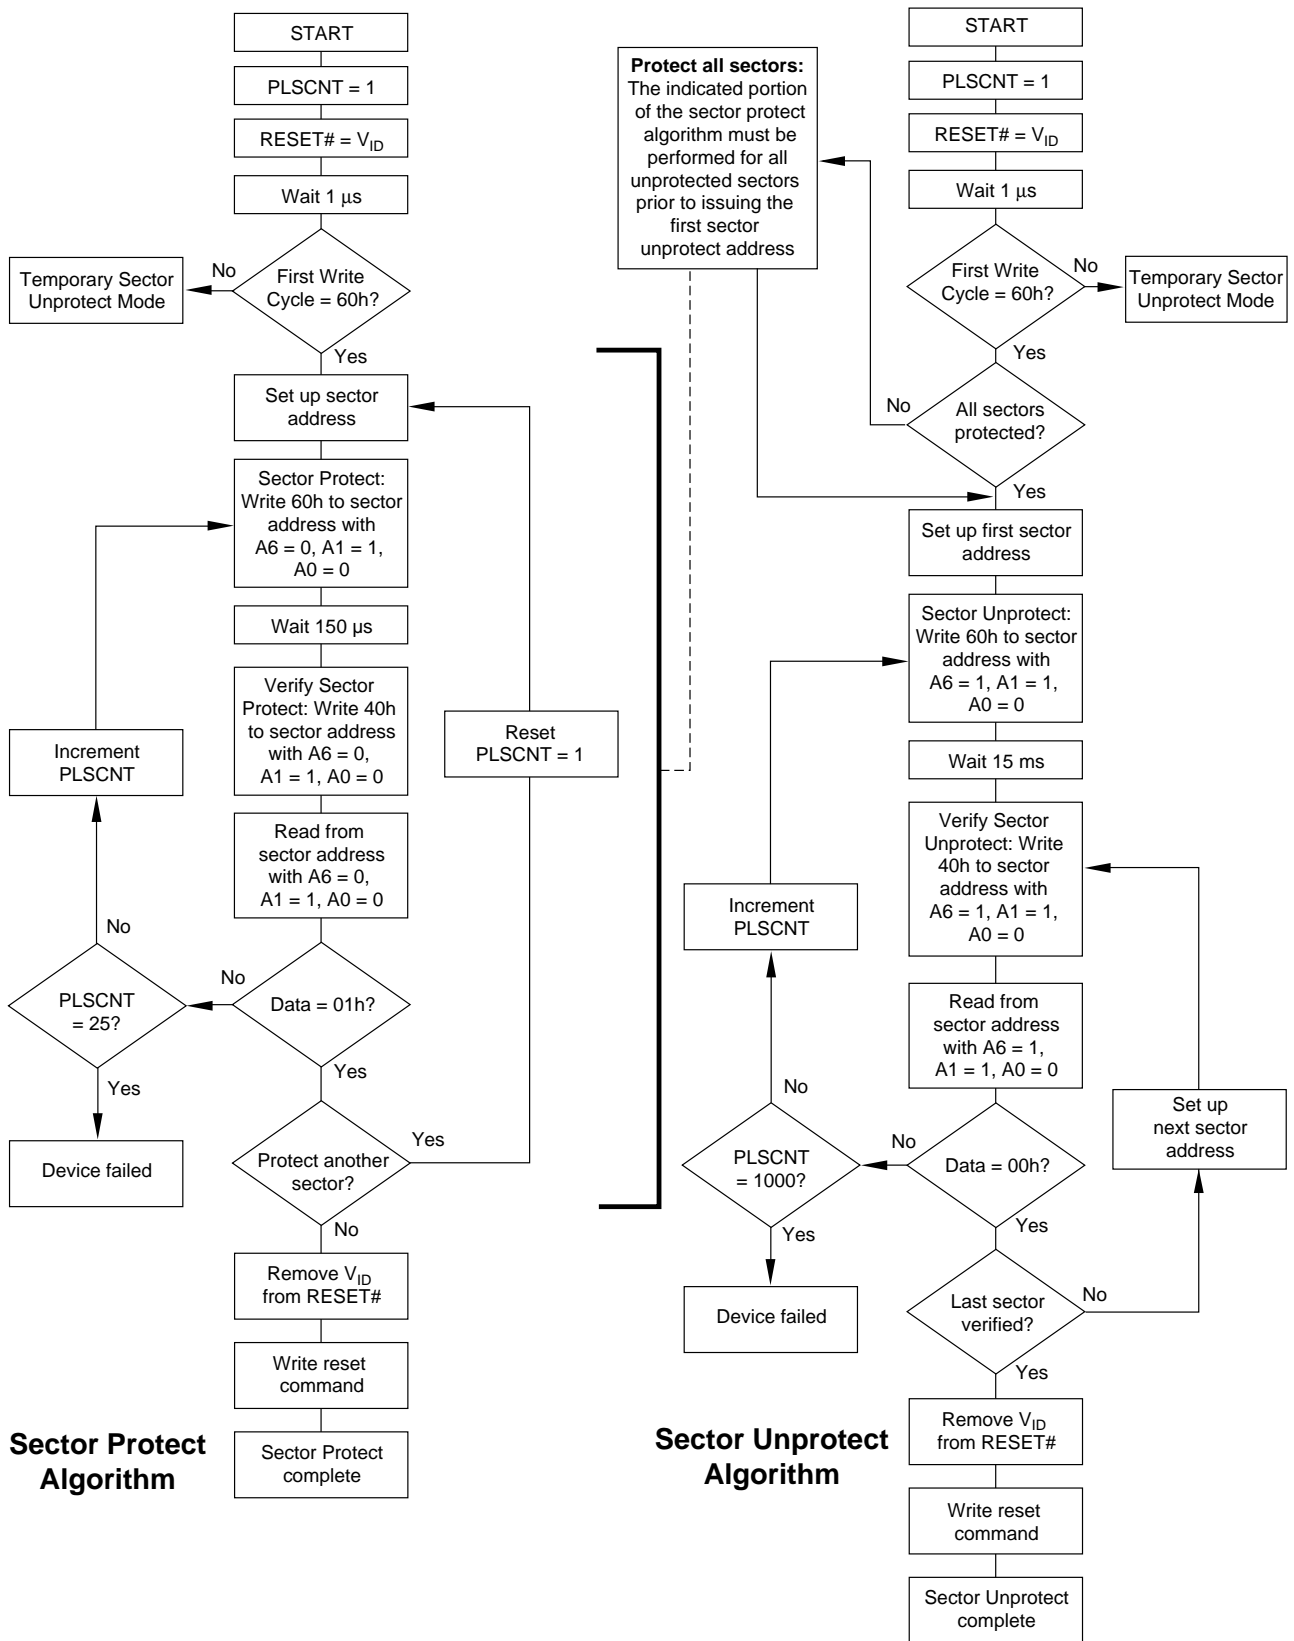 START
PLSCNT = 1
RESET# = VID
Wait 1 μs
First Write
Cycle = 60h?
No
Temporary Sector
Unprotect Mode
Yes
Set up sector
address
Sector Protect:
Write 60h to sector
address with
A6 = 0, A1 = 1,
A0 = 0
Wait 150 µs
Verify Sector
Protect: Write 40h
to sector address
with A6 = 0,
A1 = 1, A0 = 0
Reset
PLSCNT = 1
Increment
PLSCNT
Read from
sector address
with A6 = 0,
A1 = 1, A0 = 0
No
No
PLSCNT
= 25?
Data = 01h?
Yes
Yes
Device failed
Protect another
sector?
Yes
No
Remove VID
from RESET#
Write reset
command
Sector Protect
complete
Sector Protect
Algorithm
Protect all sectors:
The indicated portion
of the sector protect
algorithm must be
performed for all
unprotected sectors
prior to issuing the
first sector
unprotect address
START
PLSCNT = 1
RESET# = VID
Wait 1 μs
First Write
Cycle = 60h?
No
Temporary Sector
Unprotect Mode
Yes
No
All sectors
protected?
Yes
Set up first sector
address
Sector Unprotect:
Write 60h to sector
address with
A6 = 1, A1 = 1,
A0 = 0
Wait 15 ms
Verify Sector
Unprotect: Write
40h to sector
address with
A6 = 1, A1 = 1,
A0 = 0
Increment
PLSCNT
Read from
sector address
with A6 = 1,
A1 = 1, A0 = 0
No
No
PLSCNT
= 1000?
Data = 00h?
Set up
next sector
address
Yes
Yes
Device failed
Last sector
verified?
No
Yes
Remove VID
from RESET#
Write reset
command
Sector Unprotect
complete
Sector Unprotect
Algorithm